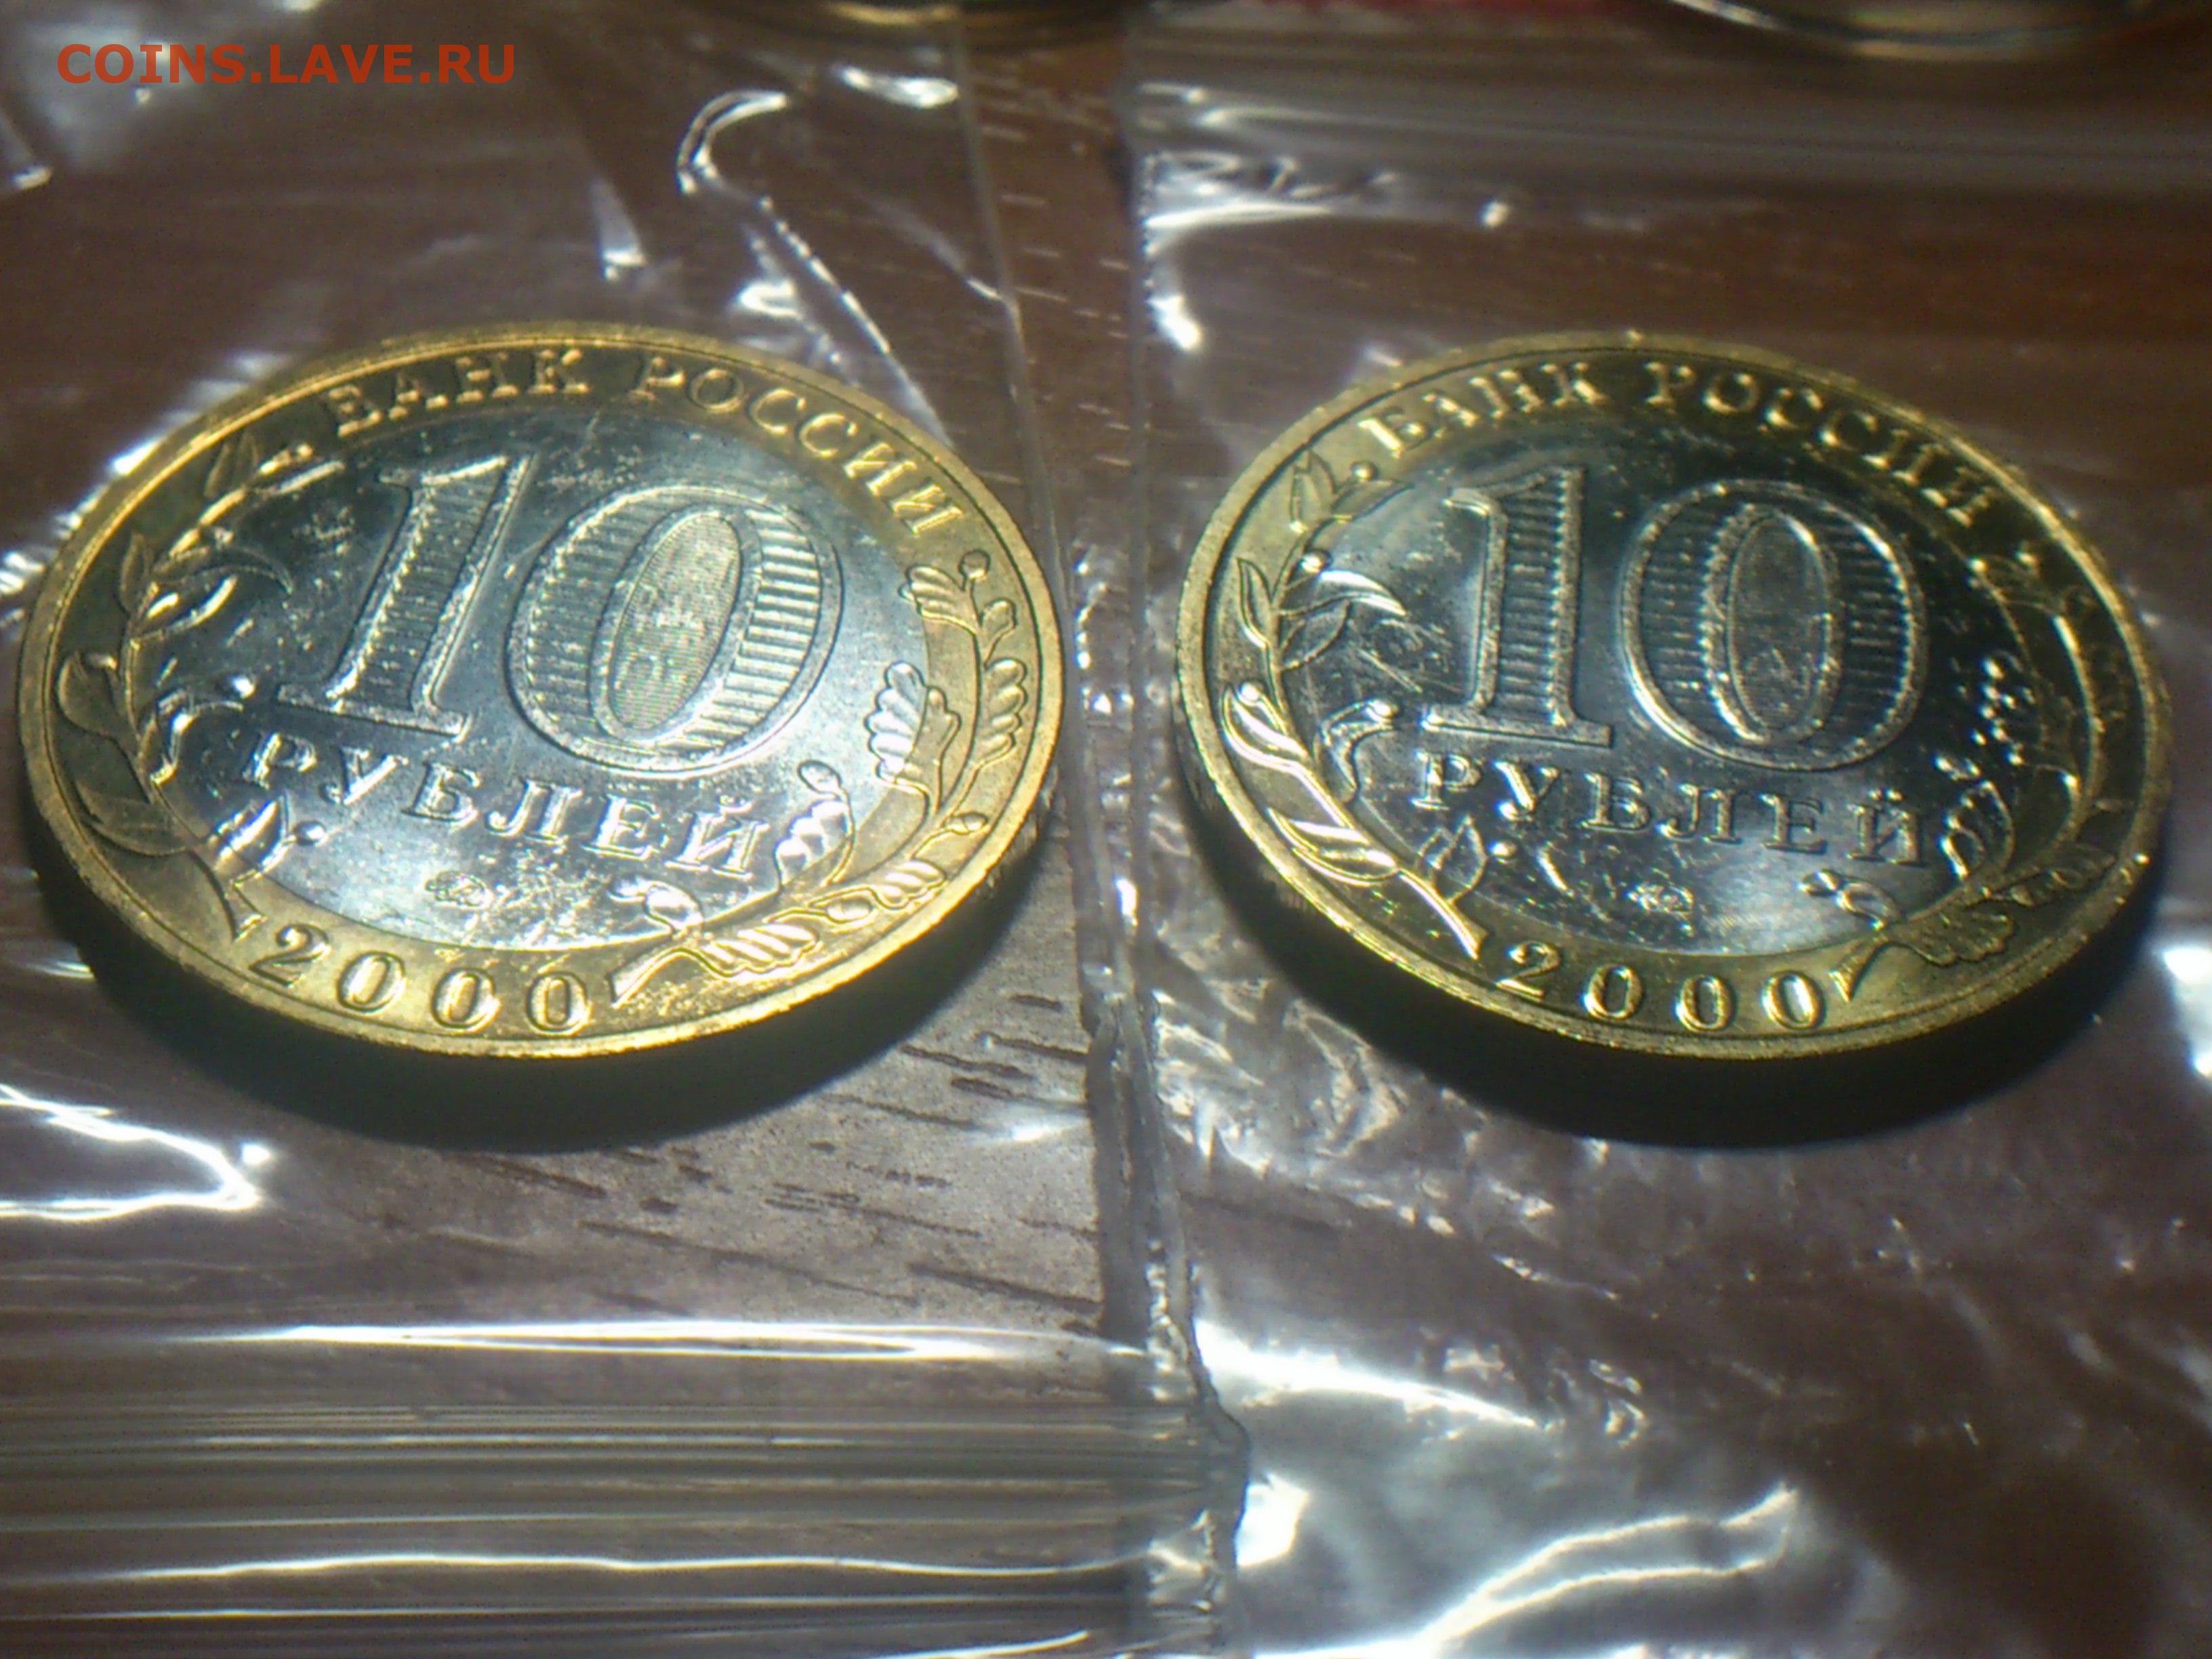 COINS.LAVE.RU
БАНК РОССИИ
10
РУБЛЕЙ
2000
БАНК РОССИИ
10
РУБЛЕЙ
2000